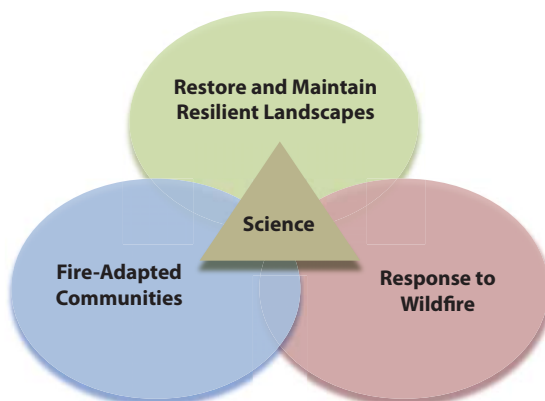 Restore and Maintain
Resilient Landscapes
Science
Fire-Adapted
Communities
Response to
Wildfire